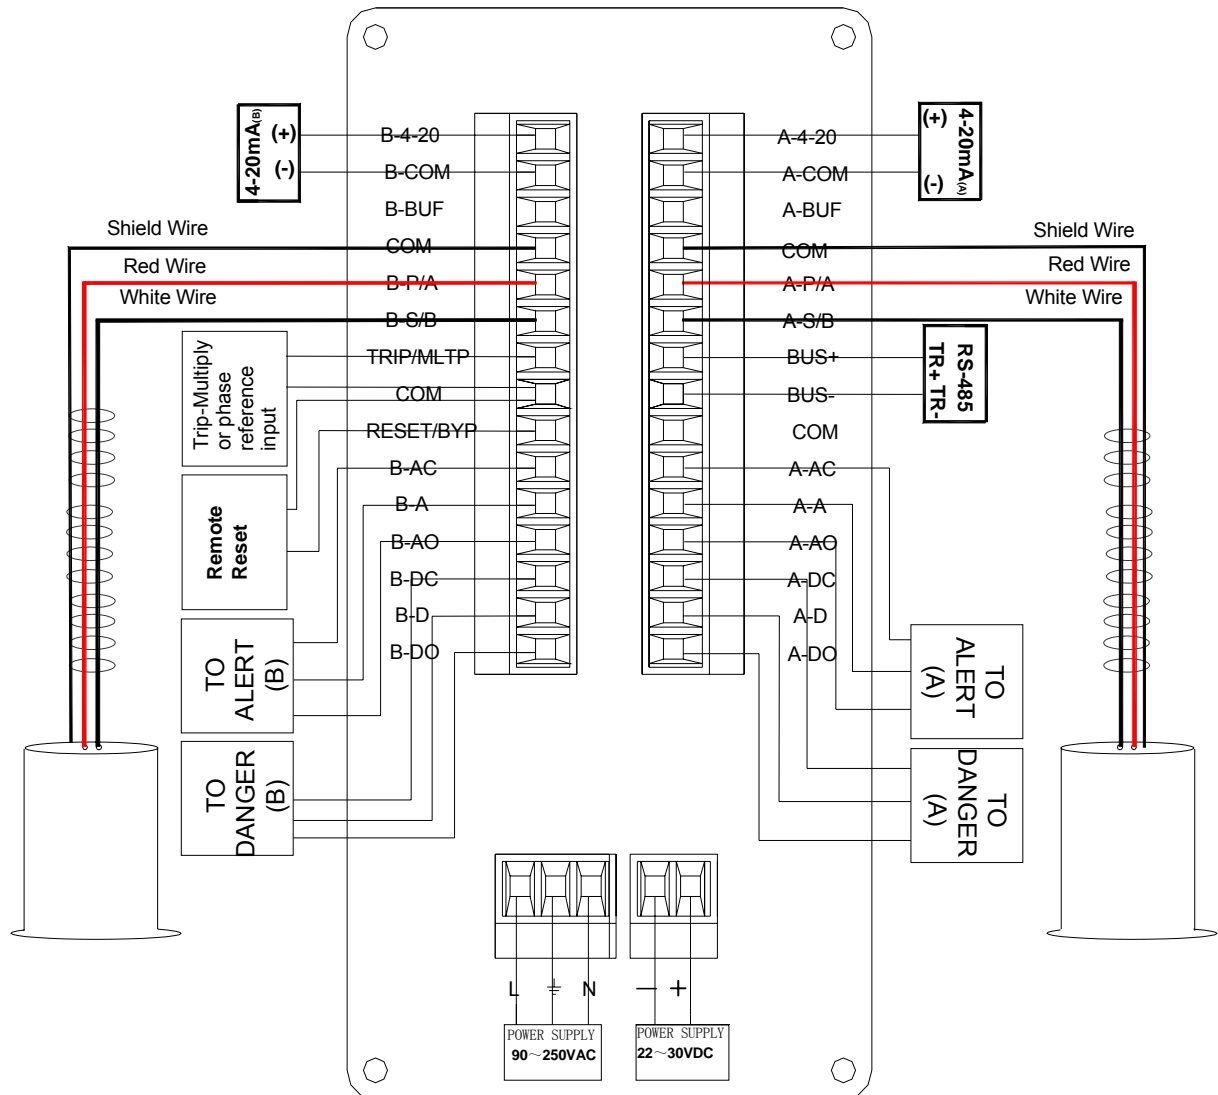 4-20mA(B)
(+)
(-)
B-4-20
B-COM
B-BUF
COM
B-P/A
B-S/B
TRIP/MLTP
COM
RESET/BYP
B-AC
B-A
B-AO
B-DC
B-D
B-DO
Shield Wire
Red Wire
White Wire
Trip-Multiply
or phase
reference
input
Remote
Reset
TO
ALERT
(B)
TO
DANGER
(B)
A-4-20
A-COM
A-BUF
COM
A-P/A
A-S/B
BUS+
BUS-
COM
A-AC
A-A
A-AO
A-DC
A-D
A-DO
(+)
(-)
4-20mA(A)
Shield Wire
Red Wire
White Wire
RS-485
TR+ TR-
TO
ALERT
(A)
TO
DANGER
(A)
L
N
— +
POWER SUPPLY
90～250VAC
POWER SUPPLY
22～30VDC